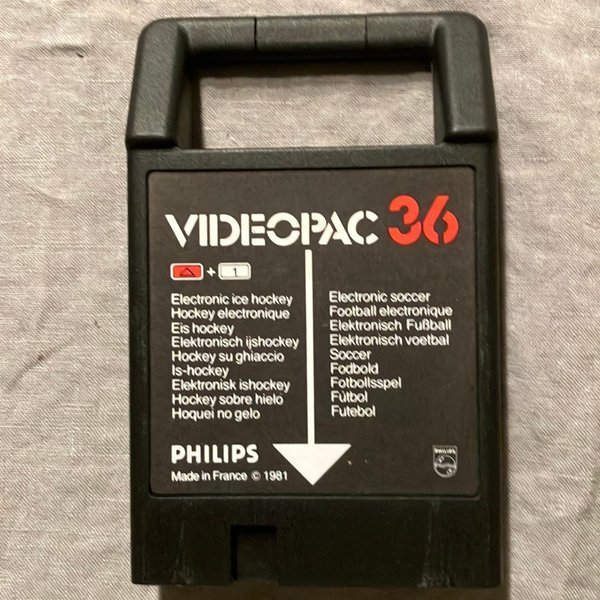 VIDEOPAC 36
+ 1
Electronic ice hockey
Hockey electronique
Eis hockey
Elektronisch ijshockey
Hockey su ghiaccio
Is-hockey
Elektronisk ishockey
Hockey sobre hielo
Hoquei no gelo
Electronic soccer
Football electronique
Elektronisch Fußball
Elektronisch voetbal
Soccer
Fodbold
Fotbollsspel
Fútbol
Futebol
PHILIPS
Made in France © 1981
PHILIPS